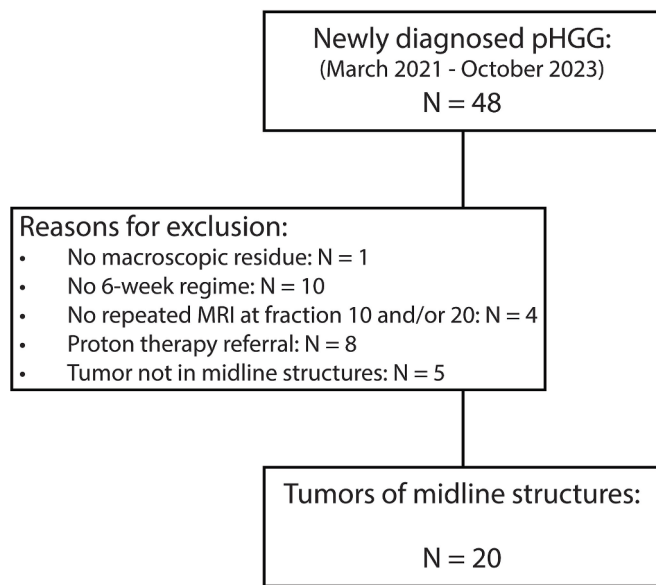 Newly diagnosed pHGG:
(March 2021 - October 2023)
N = 48
Reasons for exclusion:
• No macroscopic residue: N = 1
• No 6-week regime: N = 10
• No repeated MRI at fraction 10 and/or 20: N = 4
• Proton therapy referral: N = 8
• Tumor not in midline structures: N = 5
Tumors of midline structures:
N = 20